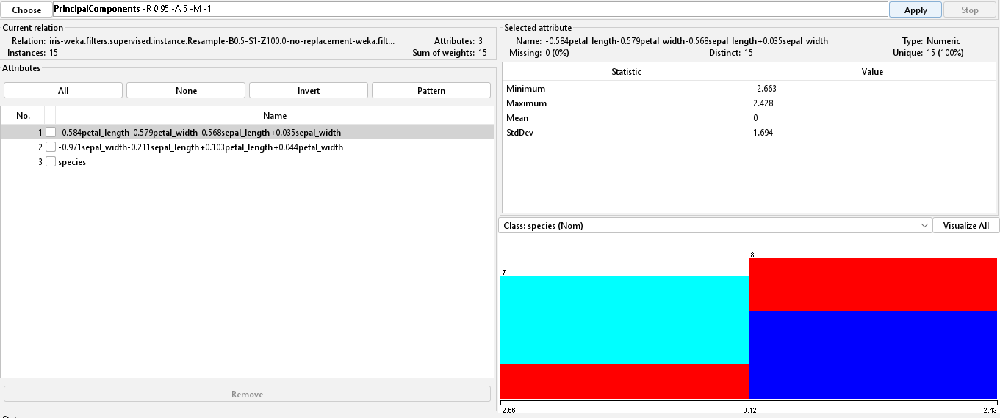 Choose PrincipalComponents -R 0.95 -A 5 -M -1 Apply Stop
Current relation
Relation: iris-weka.filters.supervised.instance.Resample-B0.5-S1-Z100.0-no-replacement-weka.filt... Attributes: 3
Instances: 15 Sum of weights: 15
Attributes
All None Invert Pattern
No. Name
1 -0.584petal_length-0.579petal_width-0.568sepal_length+0.035sepal_width
2 -0.971sepal_width-0.211sepal_length+0.103petal_length+0.044petal_width
3 species
Remove
Selected attribute
Name: -0.584petal_length-0.579petal_width-0.568sepal_length+0.035sepal_width Type: Numeric
Missing: 0 (0%) Distinct: 15 Unique: 15 (100%)
Statistic Value
Minimum -2.663
Maximum 2.428
Mean 0
StdDev 1.694
Class: species (Nom) Visualize All
8
7
-2.66 -0.12 2.43